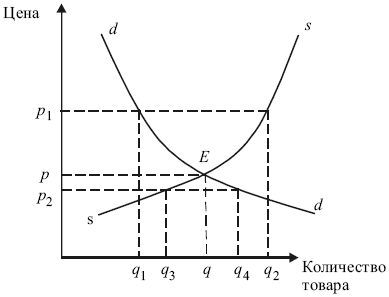 Цена
d
s
p₁
E
p
p₂
s
d
q₁ q₃ q q₄ q₂
Количество
товара